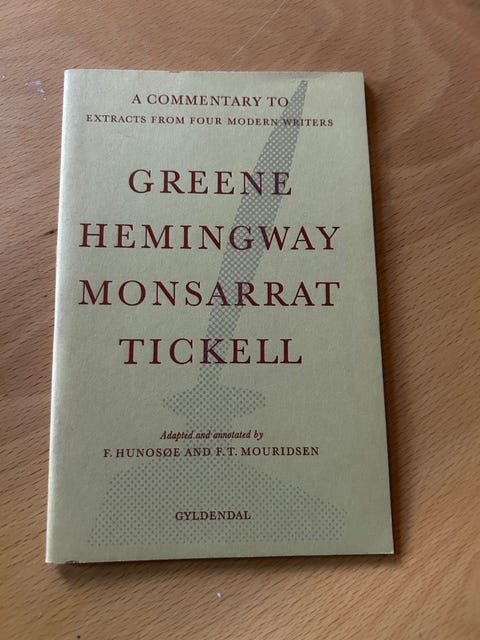 A COMMENTARY TO
EXTRACTS FROM FOUR MODERN WRITERS
GREENE
HEMINGWAY
MONSARRAT
TICKELL
Adapted and annotated by
F. HUNOSØE AND F.T. MOURIDSEN
GYLDENDAL